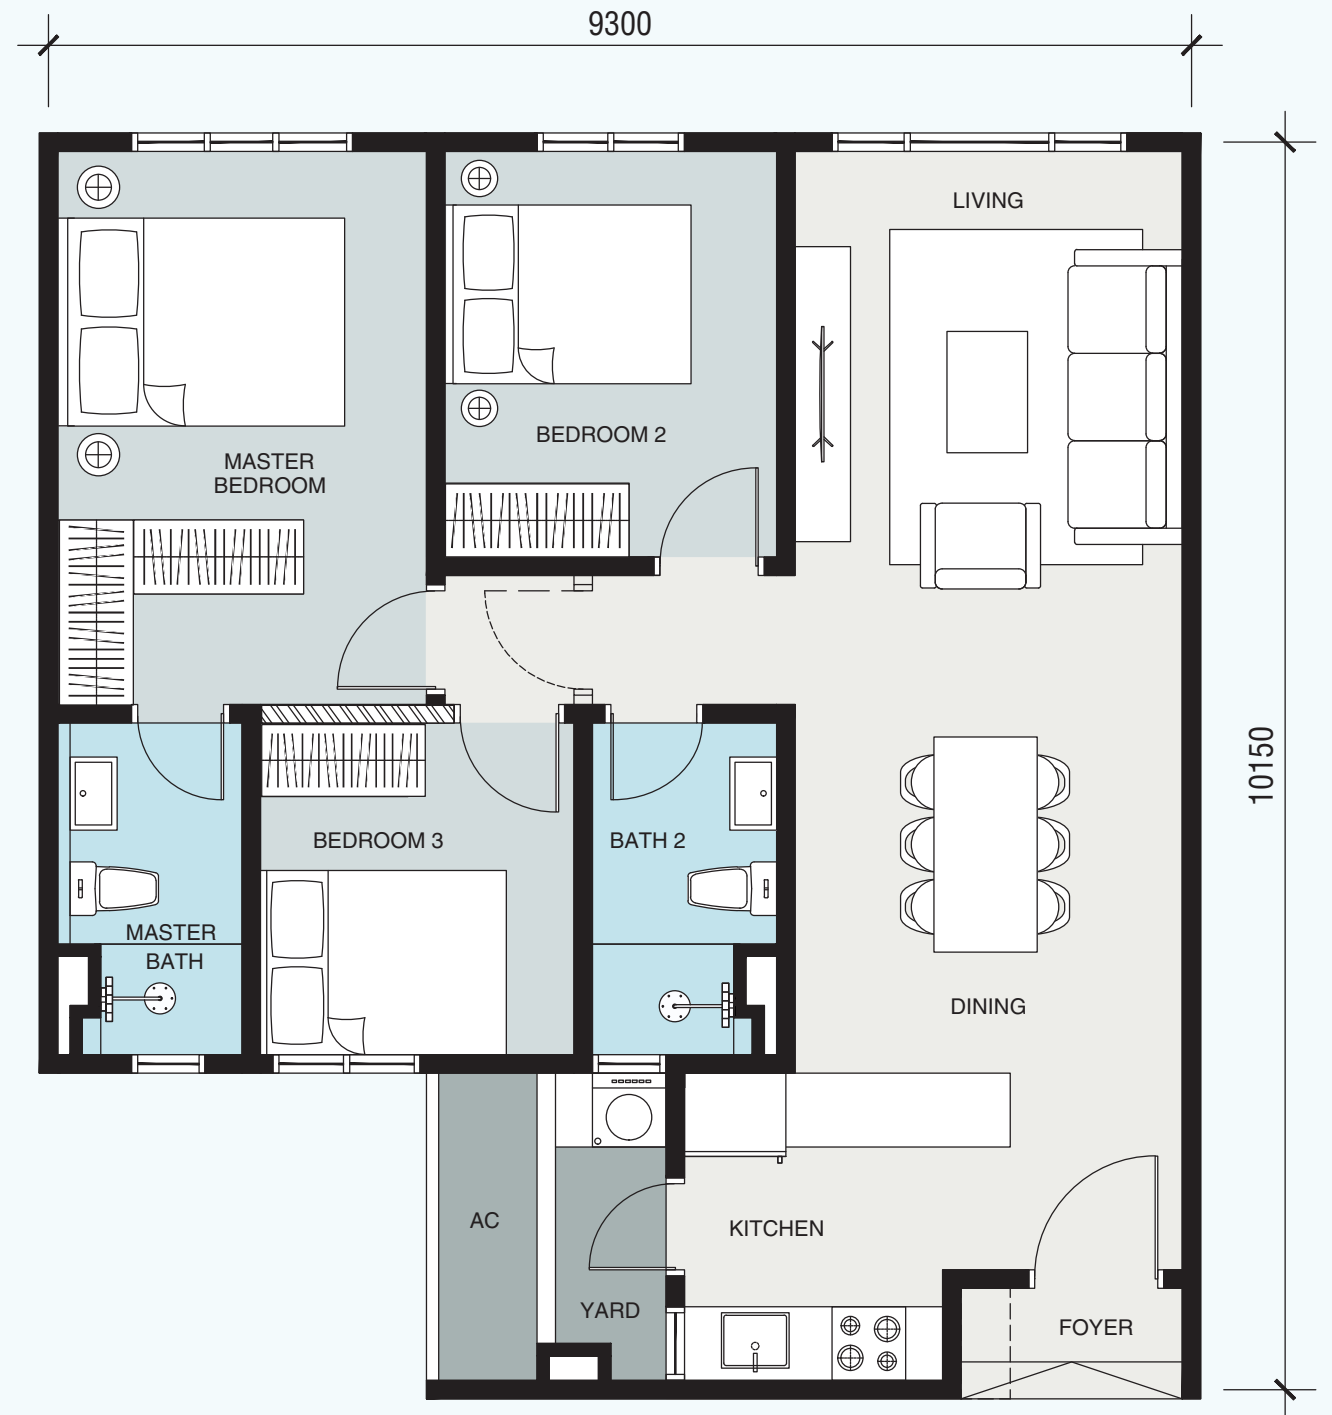 9300
LIVING
BEDROOM 2
MASTER
BEDROOM
10150
BEDROOM 3
BATH 2
MASTER
BATH
DINING
AC
KITCHEN
YARD
FOYER